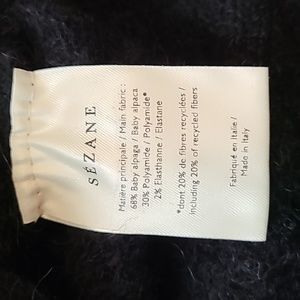 SÉZANE
Matière principale / Main fabric :
68% Baby alpaga / Baby alpaca
30% Polyamide / Polyamide*
2% Elasthanne / Elastane
*dont 20% de fibres recyclées /
including 20% of recycled fibers
Fabriqué en Italie /
Made in Italy